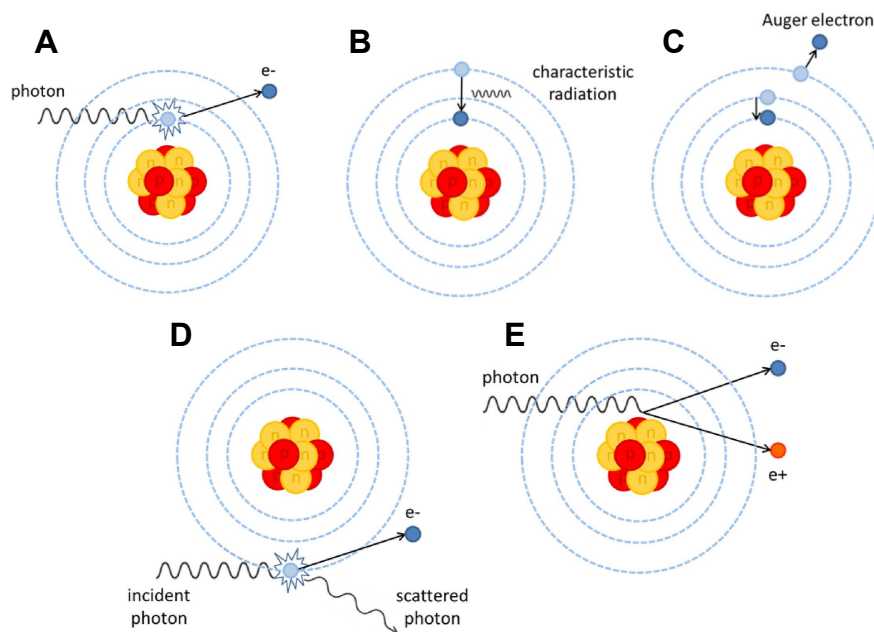 A
photon
e-
n
n
p
n
p
p
n
B
characteristic
radiation
n
n
p
n
p
p
n
C
Auger electron
n
n
p
n
p
p
n
D
n
n
p
n
p
p
n
e-
incident
photon
scattered
photon
E
photon
e-
e+
n
n
p
n
p
p
n